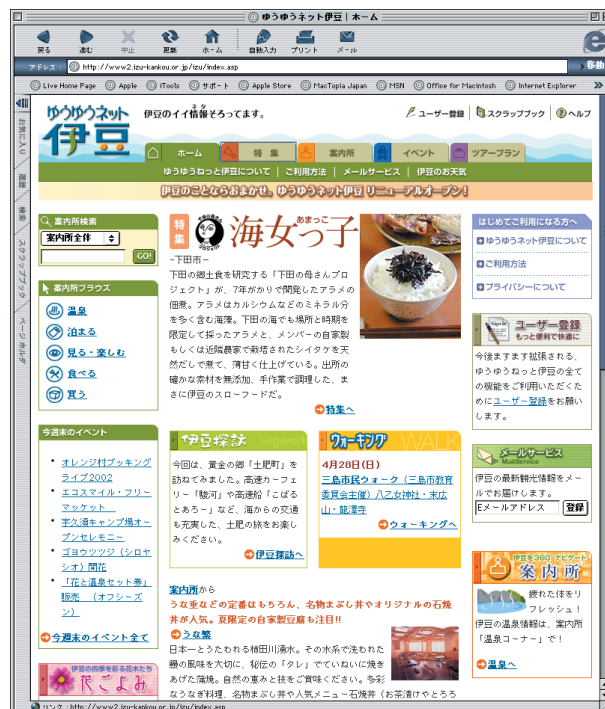 ゆうゆうネット伊豆 | ホーム
戻る 進む 中止 更新 ホーム 自動入力 プリント メール
アドレス: http://www2.izu-kankou.or.jp/izu/index.asp 移動
Live Home Page Apple iTools サポート Apple Store MacTopia Japan MSN Office for Macintosh Internet Explorer
お気に入り
履歴
検索
スクラップブック
ページ ホルダ
ゆうゆうネット
伊豆
伊豆のイイ情報そろってます。
ネタ
ユーザー登録 スクラップブック ヘルプ
ホーム 特集 案内所 イベント ツアープラン
ゆうゆうねっと伊豆について | ご利用方法 | メールサービス | 伊豆のお天気
伊豆のことならおまかせ。ゆうゆうネット伊豆 リニューアルオープン!
案内所検索
案内所全体
GO!
案内所ブラウズ
温泉
泊まる
見る・楽しむ
食べる
買う
今週末のイベント
オレンジ村ブッキング
ライブ2002
エコスマイル・フリー
マッケット
宇久須キャンプ場オー
プンセレモニー
ゴヨウツツジ(シロヤ
シオ)開花
「花と温泉セット券」
販売 (オフシーズ
ン)
今週末のイベント全て
伊豆の四季を彩る花木たち
花ごよみ
特集
あまっこ
海女っ子
−下田市−
下田の郷土食を研究する「下田の母さんプロ
ジェクト」が、7年がかりで開発したアラメの
佃煮。アラメはカルシウムなどのミネラル分
を多く含む海藻。下田の海でも場所と時期を
限定して採ったアラメと、メンバーの自家製
もしくは近隣農家で栽培されたシイタケを天
然だしで煮て、薄甘く仕上げている。出所の
確かな素材を無添加、手作業で調理した、ま
さに伊豆のスローフードだ。
特集へ
伊豆探訪 Legwork
今回は、黄金の郷「土肥町」を
訪ねてみました。高速カーフェ
リー「駿河」や高速船「こばる
とあろー」など、海からの交通
も充実した、土肥の旅をお楽し
みください。
伊豆探訪へ
ウォーキング WALK
4月28日(日)
三島市民ウォーク(三島市教育
委員会主催)八乙女神社・末広
山・龍澤寺
ウォーキングへ
案内所から
うな重などの定番はもちろん、名物まぶし丼やオリジナルの石焼
丼が人気。夏限定の自家製豆腐も注目!!
うな繁
日本一とうたわれる柿田川湧水。その水系で洗われた
鰻の風味を大切に、秘伝の「タレ」でていねいに焼き
あげた蒲焼。自然の恵みと技をご賞味ください。多彩
なうなぎ料理、名物まぶし丼や人気メニュー石焼丼(お茶漬けやとろろ
はじめてご利用になる方へ
ゆうゆうネット伊豆について
ご利用方法
プライバシーについて
ユーザー登録
もっと便利で快適に
今後ますます拡張される、
ゆうゆうねっと伊豆の全て
の機能をご利用いただくた
めにユーザー登録をお願い
します。
メールサービス
MailService
伊豆の最新観光情報をメー
ルでお届けします。
Eメールアドレス 登録
伊豆を360°ナビゲート
案内所
疲れた体をリ
フレッシュ!
伊豆の温泉情報は、案内所
「温泉コーナー」で!
温泉へ
リンク: http://www2.izu-kankou.or.jp/izu/index.asp